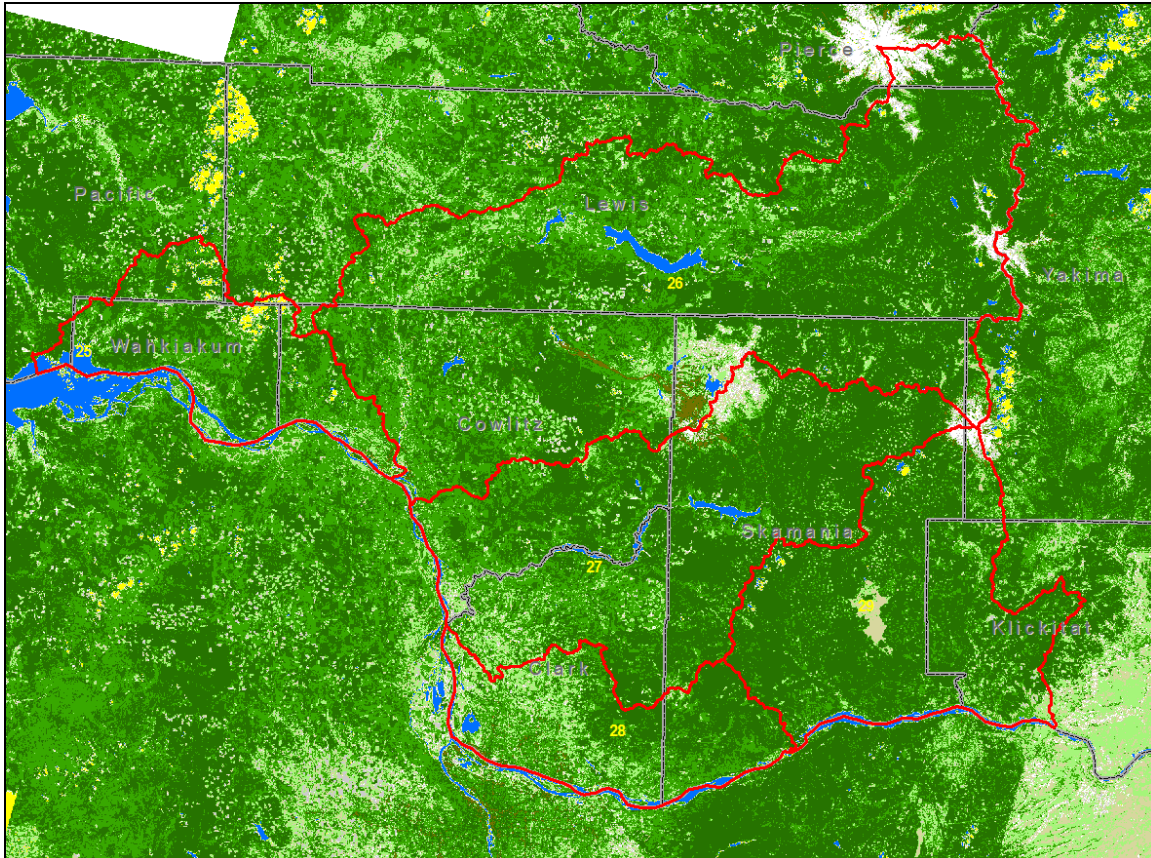 Pierce
Pacific
Lewis
Yakima
26
25
Wahkiakum
Cowlitz
Skamania
27
29
Klickitat
Clark
28